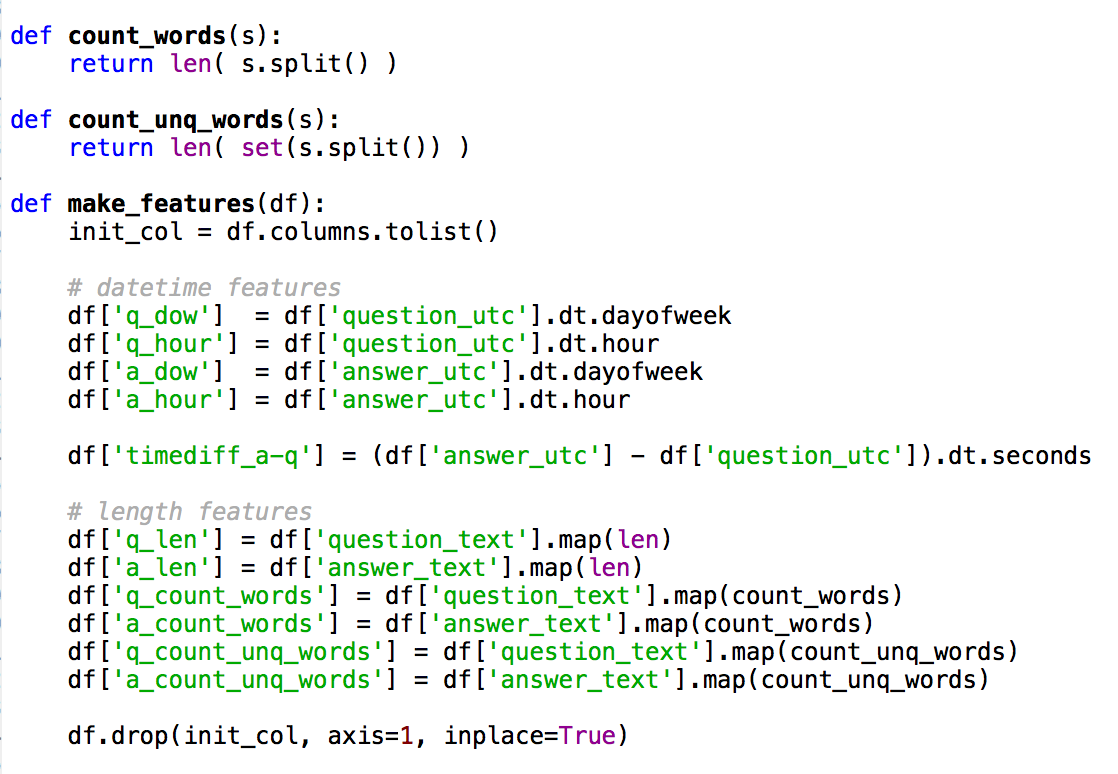 def count_words(s):
    return len( s.split() )

def count_unq_words(s):
    return len( set(s.split()) )

def make_features(df):
    init_col = df.columns.tolist()

    # datetime features
    df['q_dow']  = df['question_utc'].dt.dayofweek
    df['q_hour'] = df['question_utc'].dt.hour
    df['a_dow']  = df['answer_utc'].dt.dayofweek
    df['a_hour'] = df['answer_utc'].dt.hour

    df['timediff_a-q'] = (df['answer_utc'] - df['question_utc']).dt.seconds

    # length features
    df['q_len'] = df['question_text'].map(len)
    df['a_len'] = df['answer_text'].map(len)
    df['q_count_words'] = df['question_text'].map(count_words)
    df['a_count_words'] = df['answer_text'].map(count_words)
    df['q_count_unq_words'] = df['question_text'].map(count_unq_words)
    df['a_count_unq_words'] = df['answer_text'].map(count_unq_words)

    df.drop(init_col, axis=1, inplace=True)